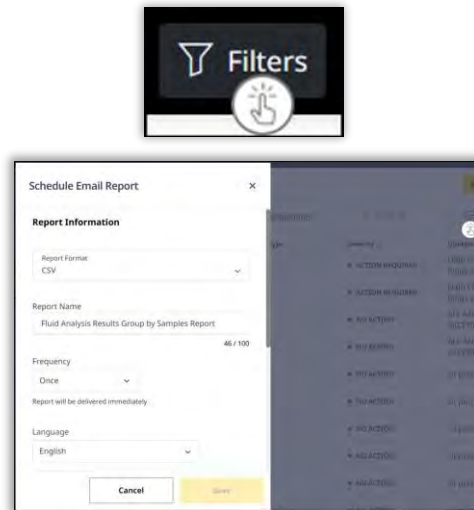 Filters
Schedule Email Report
Report Information
Report Format
CSV
Report Name
Fluid Analysis Results Group by Samples Report
46 / 100
Frequency
Once
Report will be delivered immediately
Language
English
Cancel
Save
ACTION REQUIRED
ACTION REQUIRED
NO ACTION
NO ACTION
NO ACTION
NO ACTION
NO ACTION
NO ACTION